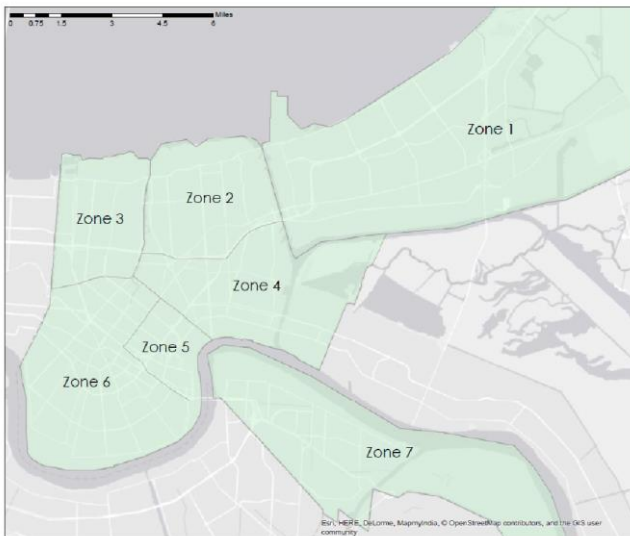 Miles
0 0.75 1.5 3 4.5 6
Zone 1
Zone 2
Zone 3
Zone 4
Zone 5
Zone 6
Zone 7
Esri, HERE, DeLorme, MapmyIndia, © OpenStreetMap contributors, and the GIS user
community